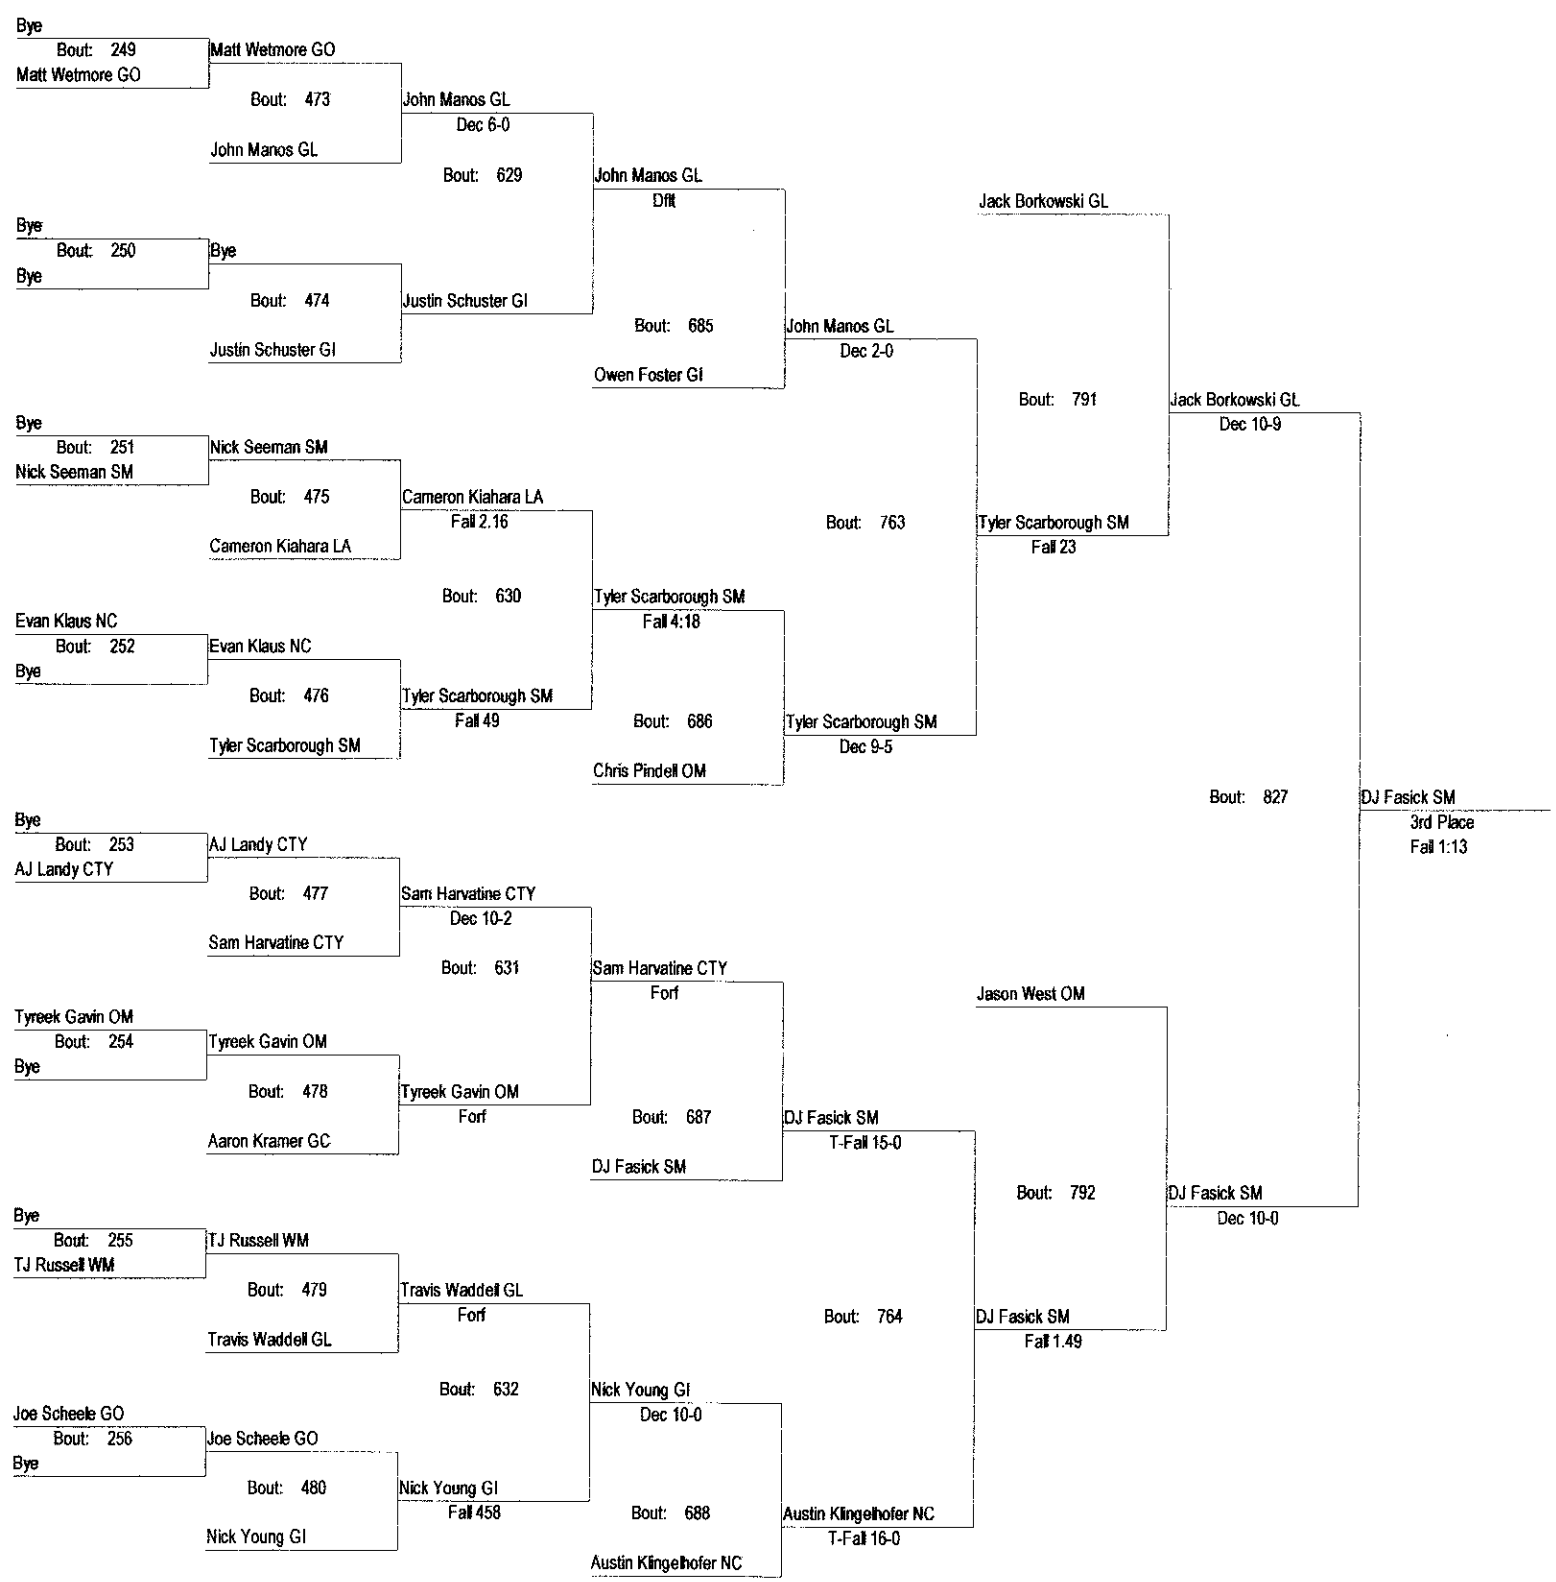 Bye
Bout: 249
Matt Wetmore GO
Matt Wetmore GO
Bout: 473
John Manos GL
John Manos GL
Dec 6-0
Bout: 629
John Manos GL
Dflt
Jack Borkowski GL
Bye
Bout: 250
Bye
Bye
Bout: 474
Justin Schuster GI
Justin Schuster GI
Bout: 685
John Manos GL
Dec 2-0
Owen Foster GI
Bout: 791
Jack Borkowski GL
Dec 10-9
Bye
Bout: 251
Nick Seeman SM
Nick Seeman SM
Bout: 475
Cameron Kiahara LA
Cameron Kiahara LA
Fall 2.16
Bout: 763
Tyler Scarborough SM
Fall 23
Bout: 630
Tyler Scarborough SM
Fall 4:18
Evan Klaus NC
Bout: 252
Bye
Evan Klaus NC
Bout: 476
Tyler Scarborough SM
Tyler Scarborough SM
Fall 49
Bout: 686
Tyler Scarborough SM
Dec 9-5
Chris Pindell OM
Bout: 827
DJ Fasick SM
3rd Place
Fall 1:13
Bye
Bout: 253
AJ Landy CTY
AJ Landy CTY
Bout: 477
Sam Harvatine CTY
Sam Harvatine CTY
Dec 10-2
Bout: 631
Sam Harvatine CTY
Forf
Jason West OM
Tyreek Gavin OM
Bout: 254
Bye
Tyreek Gavin OM
Bout: 478
Aaron Kramer GC
Tyreek Gavin OM
Forf
Bout: 687
DJ Fasick SM
T-Fall 15-0
DJ Fasick SM
Bout: 792
DJ Fasick SM
Dec 10-0
Bye
Bout: 255
TJ Russell WM
TJ Russell WM
Bout: 479
Travis Waddell GL
Travis Waddell GL
Forf
Bout: 764
DJ Fasick SM
Fall 1.49
Bout: 632
Nick Young GI
Dec 10-0
Joe Scheele GO
Bout: 256
Bye
Joe Scheele GO
Bout: 480
Nick Young GI
Nick Young GI
Fall 458
Bout: 688
Austin Klingelhofer NC
T-Fall 16-0
Austin Klingelhofer NC